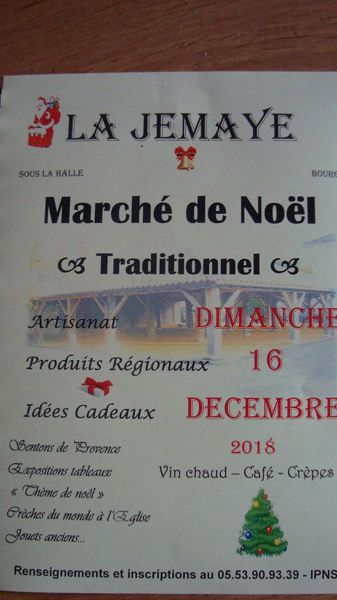 LA JEMAYE
SOUS LA HALLE BOURG
Marché de Noël
Traditionnel
Artisanat DIMANCHE
Produits Régionaux 16
Idées Cadeaux DECEMBRE
Sentons de Provence 2018
Expositions tableaux Vin chaud – Café - Crèpes
« Thème de noël »
Crèches du monde à l'Eglise
Jouets anciens...
Renseignements et inscriptions au 05.53.90.93.39 - IPNS